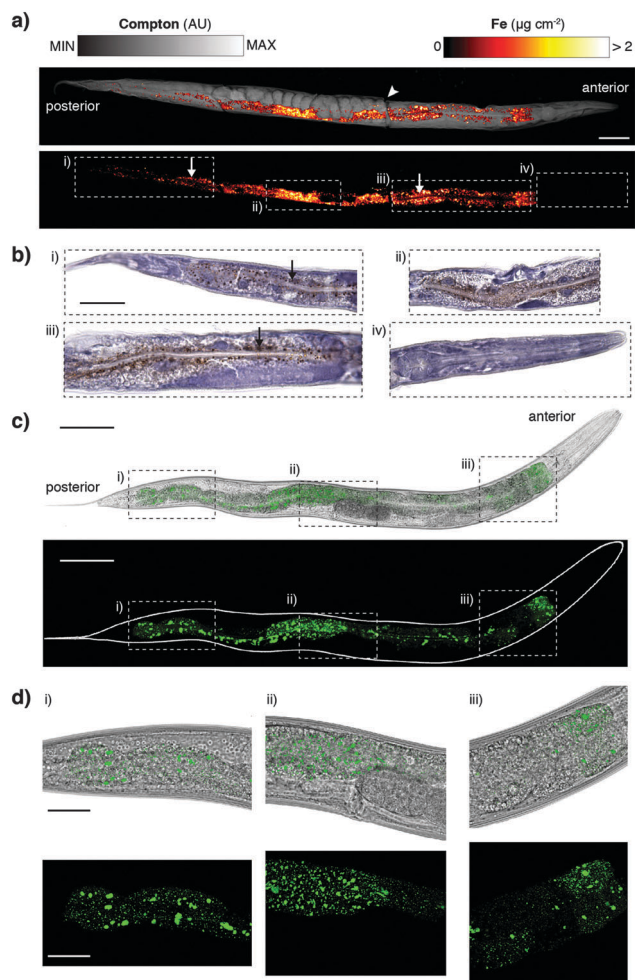 a)
Compton (AU)
Fe (µg cm⁻²)
MIN
MAX
0
> 2
posterior
anterior
i)
ii)
iii)
iv)
b)
i)
ii)
iii)
iv)
c)
anterior
posterior
i)
ii)
iii)
i)
ii)
iii)
d)
i)
ii)
iii)